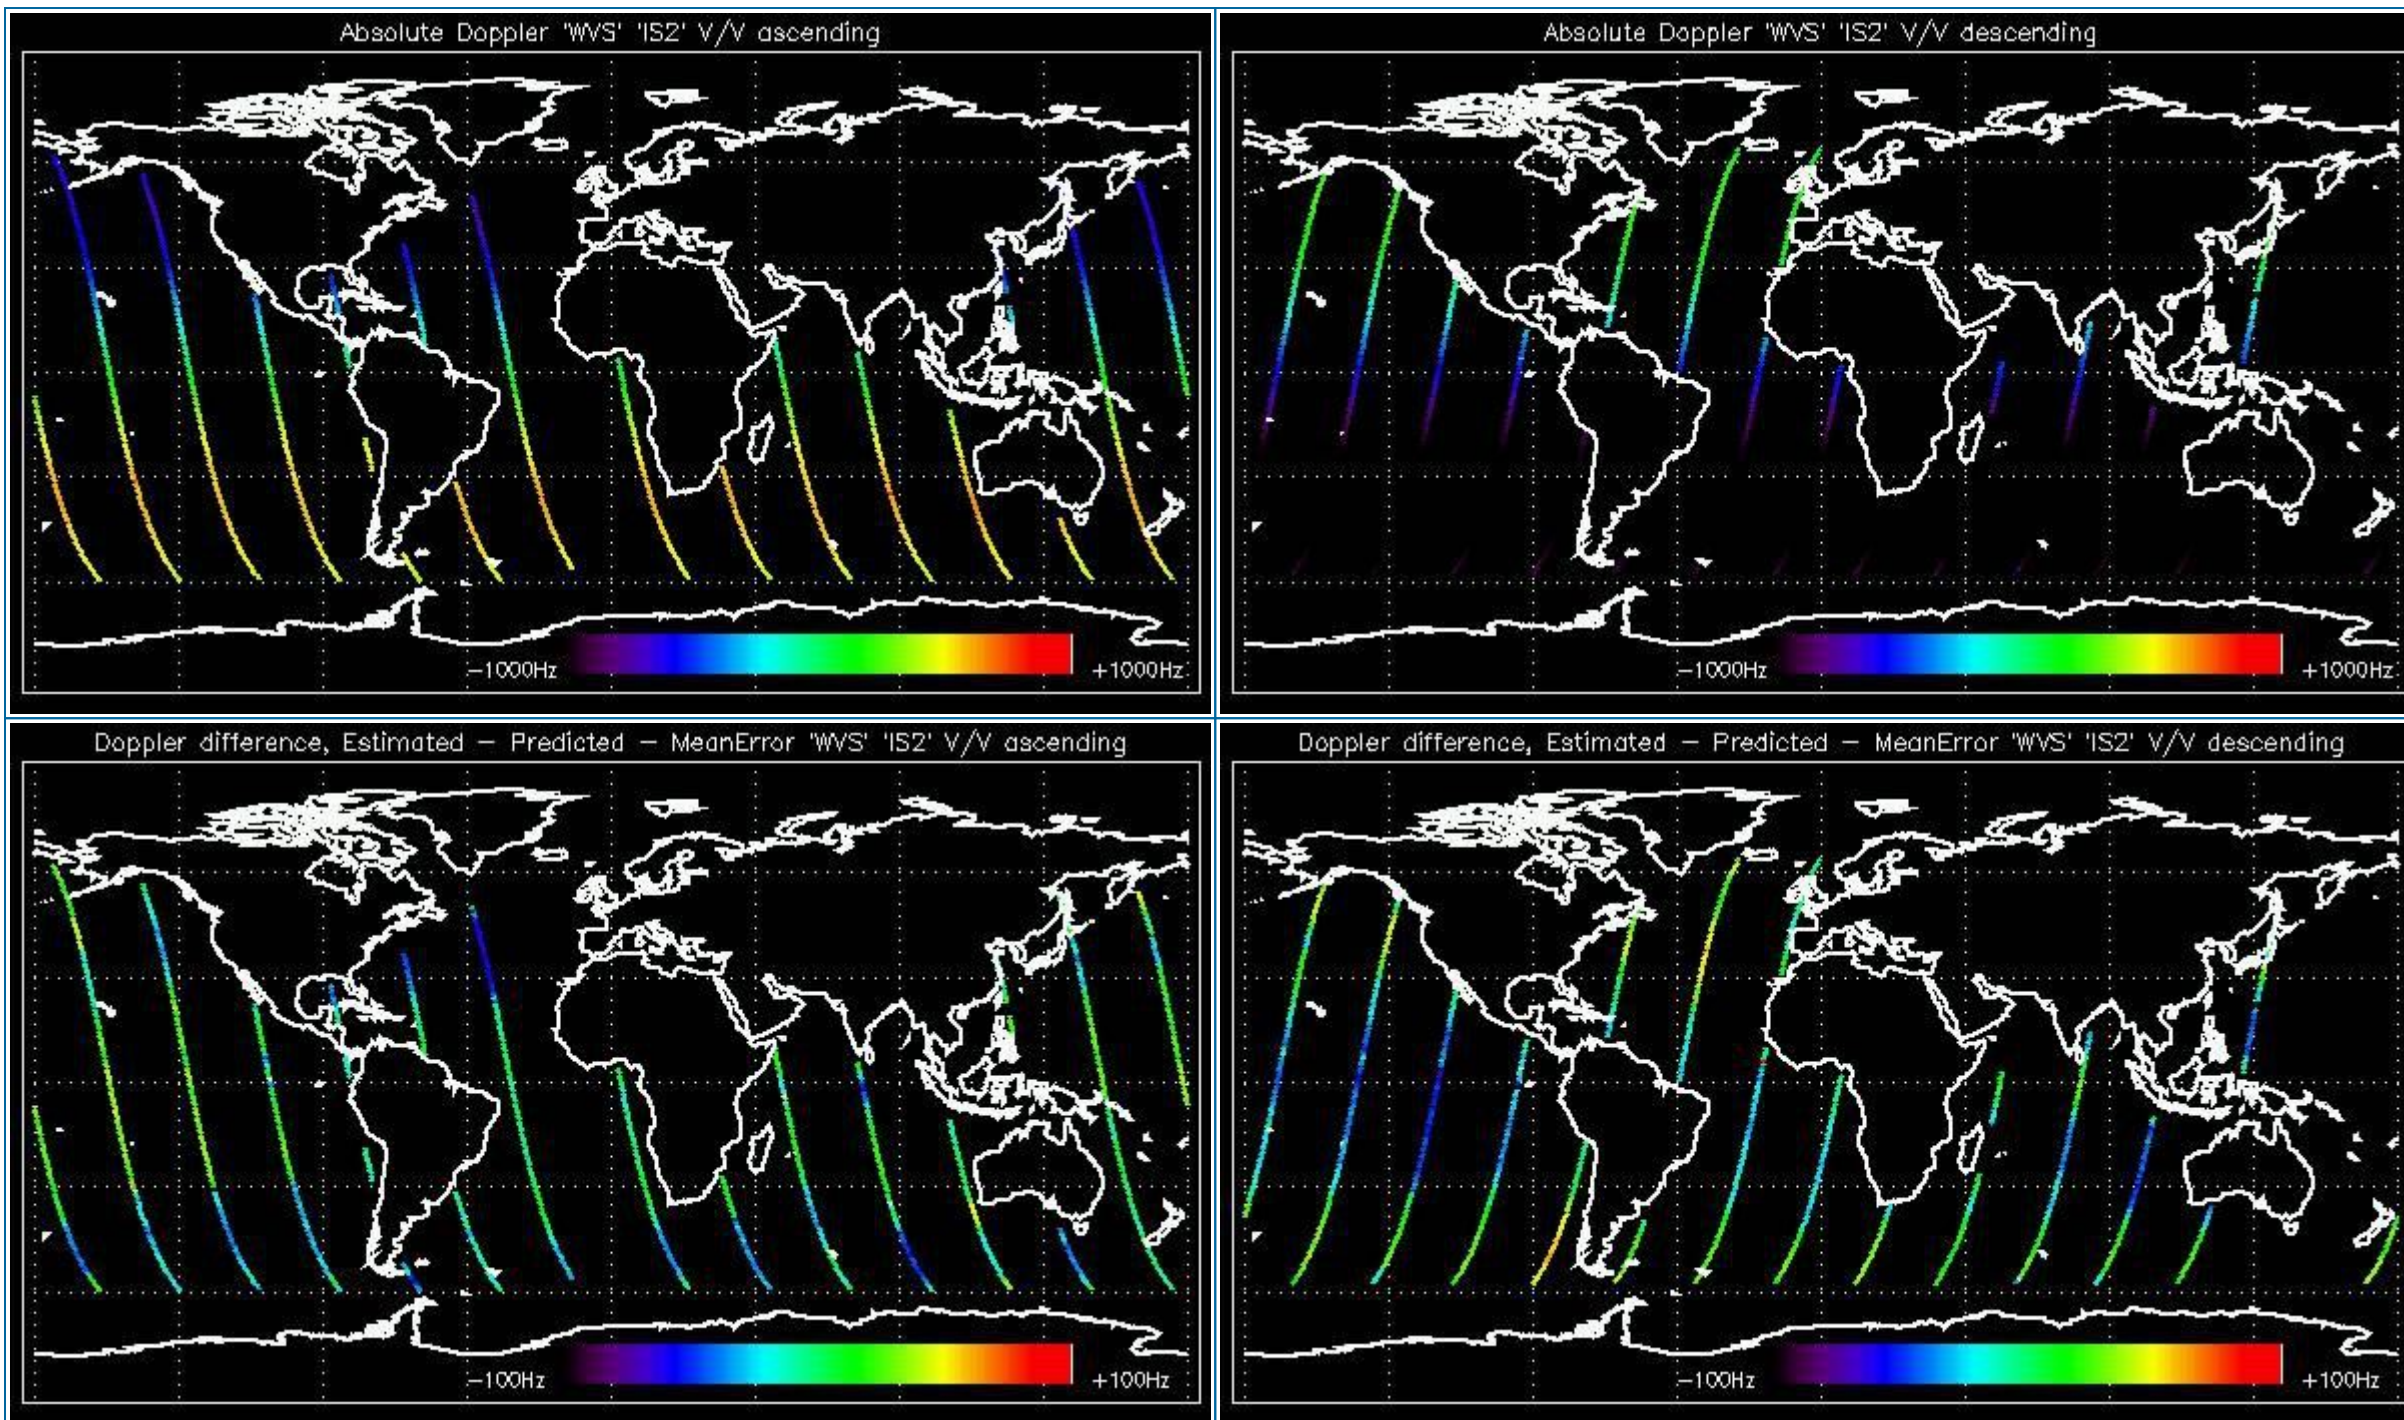 Absolute Doppler 'WVS' 'IS2' V/V ascending
-1000Hz
+1000Hz
Absolute Doppler 'WVS' 'IS2' V/V descending
-1000Hz
+1000Hz
Doppler difference, Estimated - Predicted - MeanError 'WVS' 'IS2' V/V ascending
-100Hz
+100Hz
Doppler difference, Estimated - Predicted - MeanError 'WVS' 'IS2' V/V descending
-100Hz
+100Hz